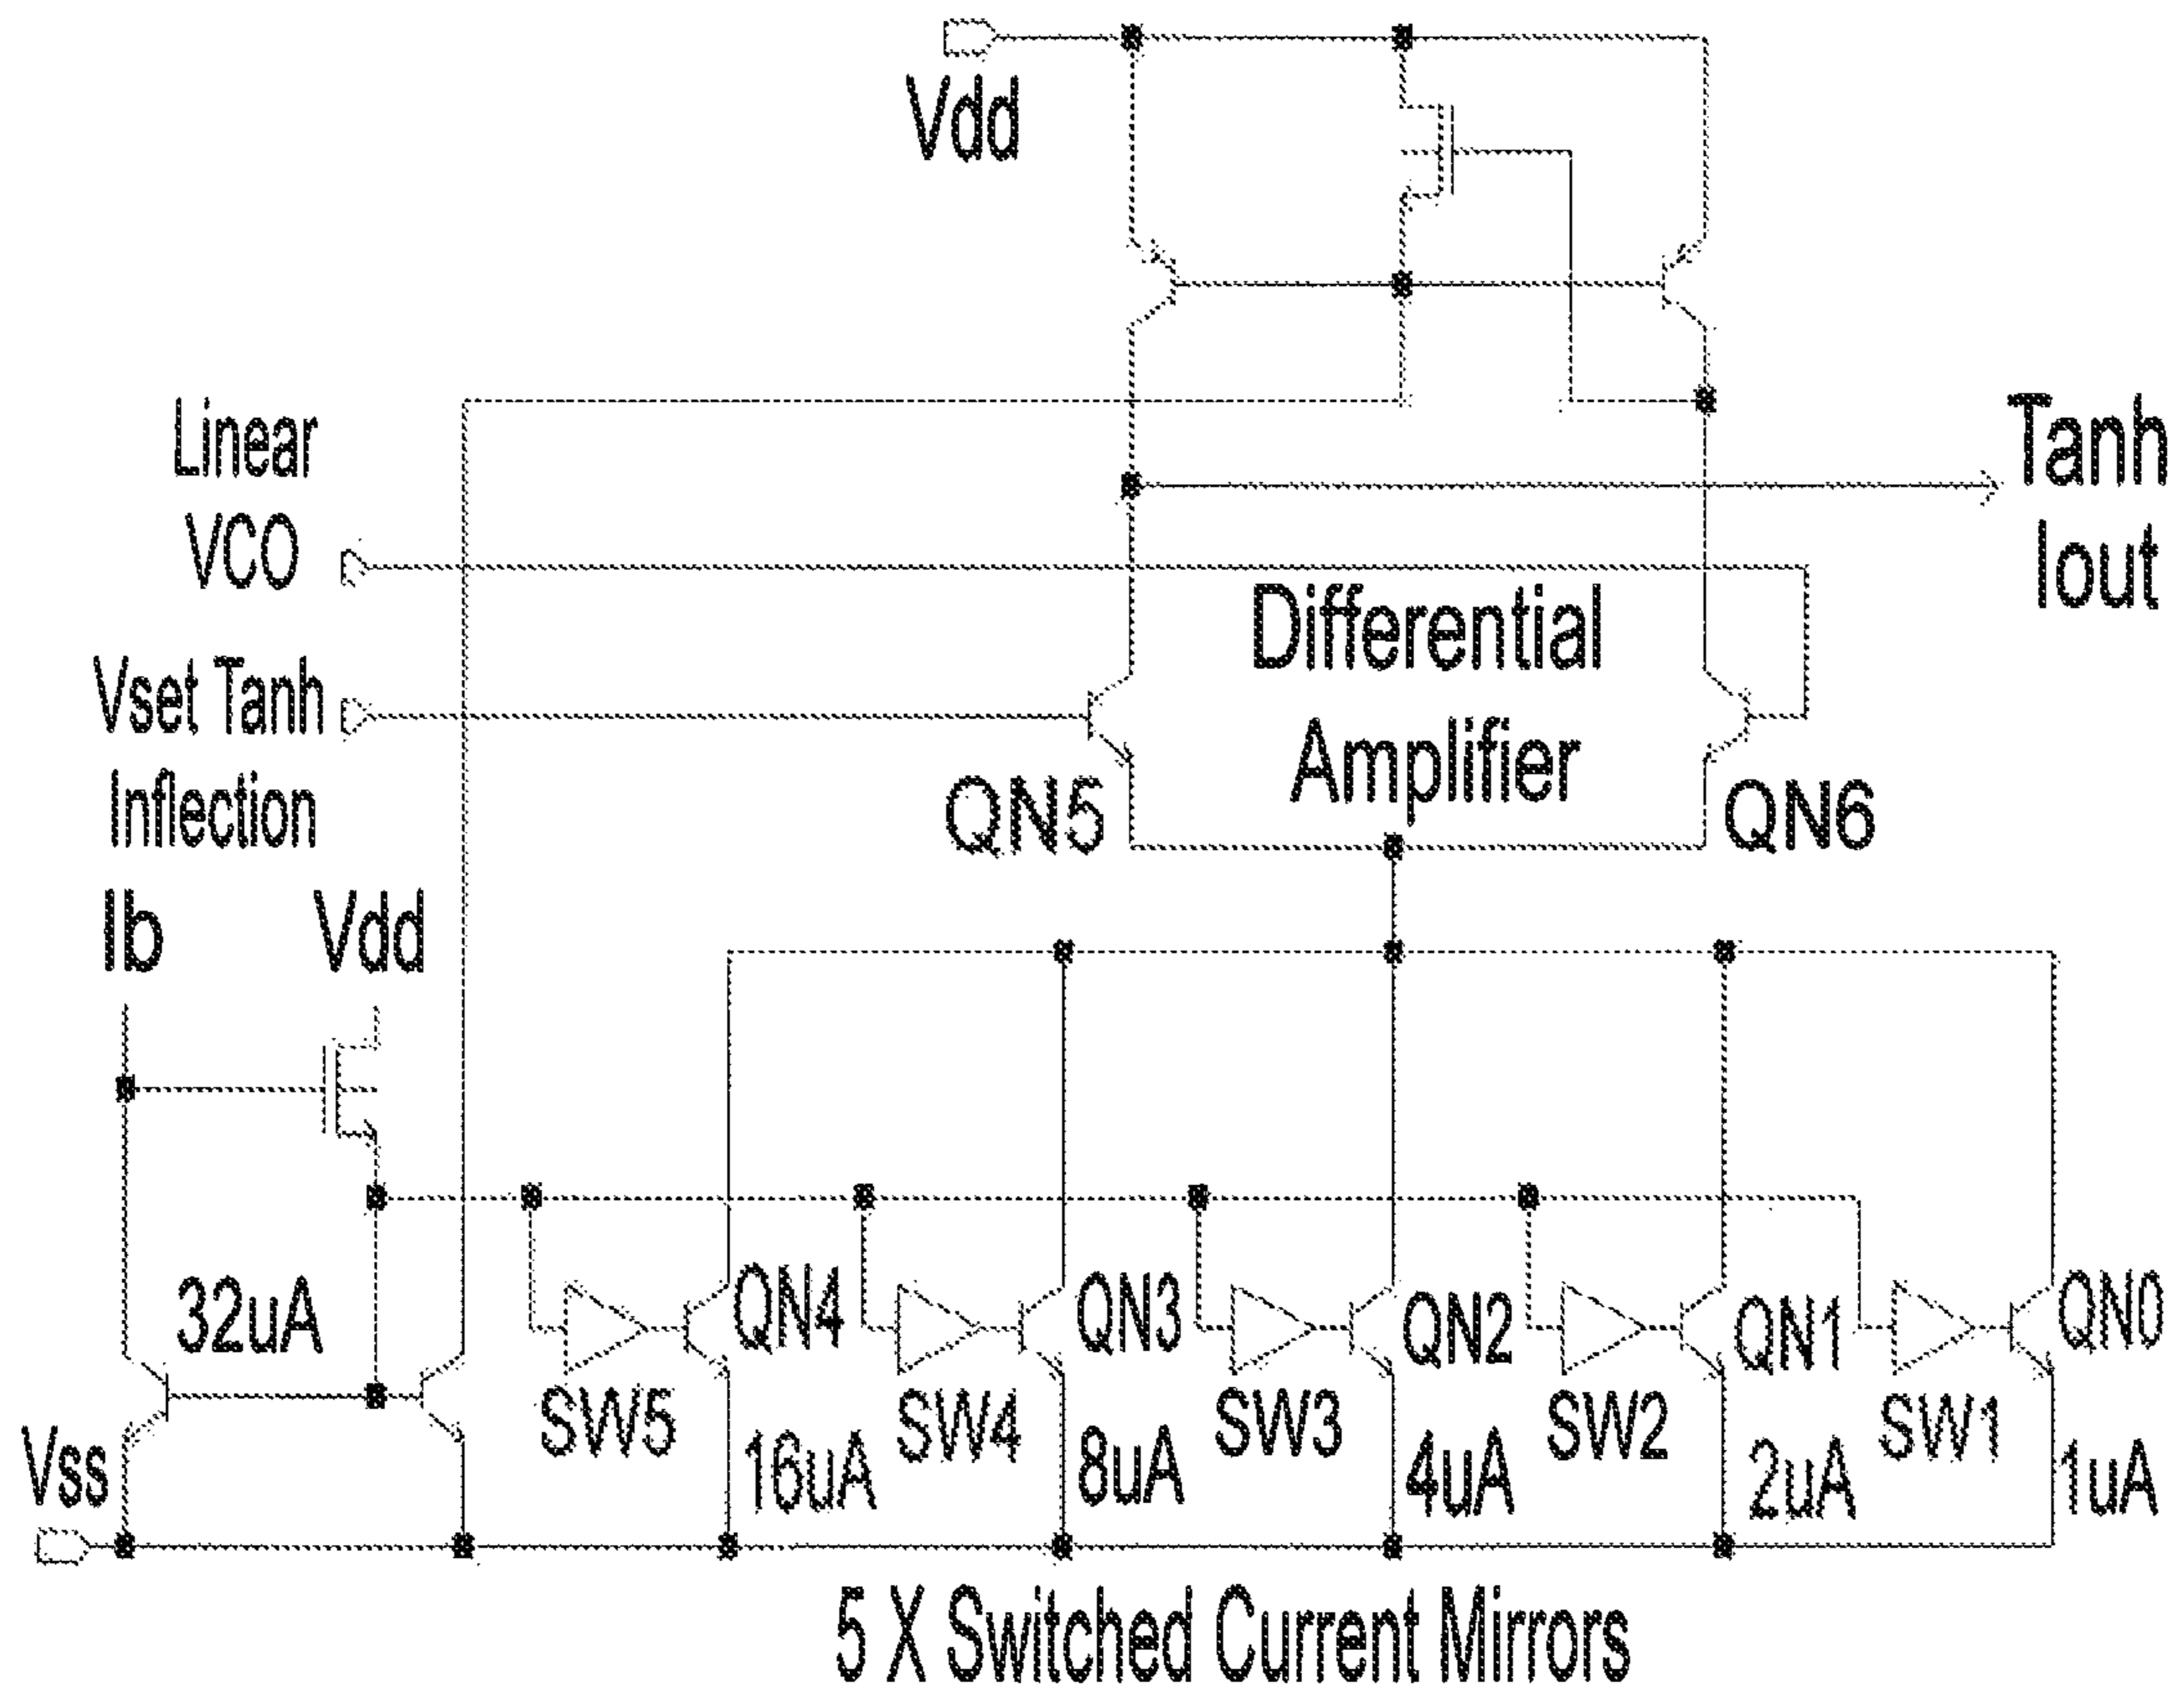 Vdd
Linear
VCO
Tanh
Iout
Differential
Amplifier
Vset Tanh
Inflection
QN5
QN6
Ib
Vdd
32uA
QN4
QN3
QN2
QN1
QN0
SW5
SW4
SW3
SW2
SW1
Vss
16uA
8uA
4uA
2uA
1uA
5 X Switched Current Mirrors